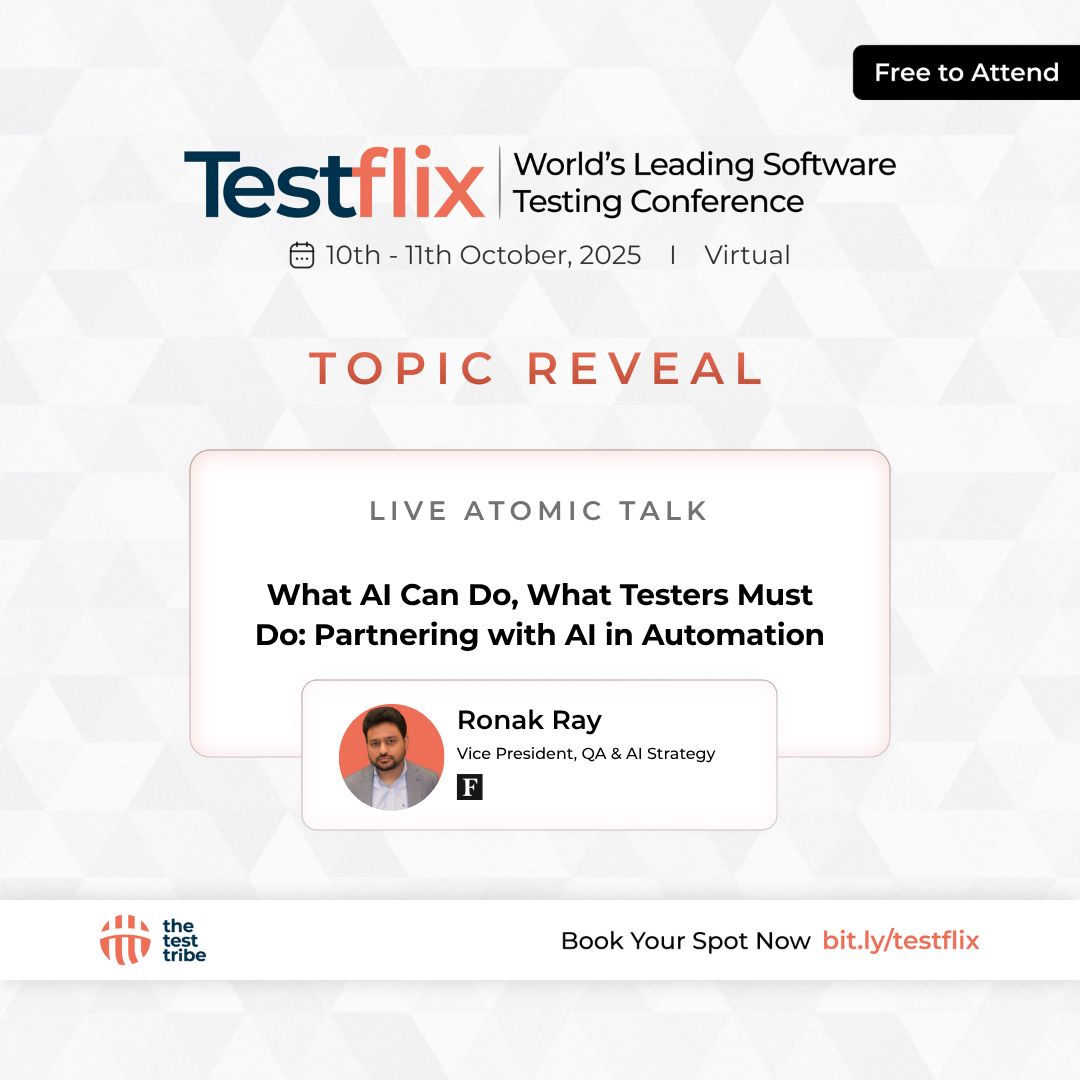 Free to Attend
Testflix
World's Leading Software
Testing Conference
10th - 11th October, 2025 | Virtual
TOPIC REVEAL
LIVE ATOMIC TALK
What AI Can Do, What Testers Must
Do: Partnering with AI in Automation
Ronak Ray
Vice President, QA & AI Strategy
F
the
test
tribe
Book Your Spot Now bit.ly/testflix